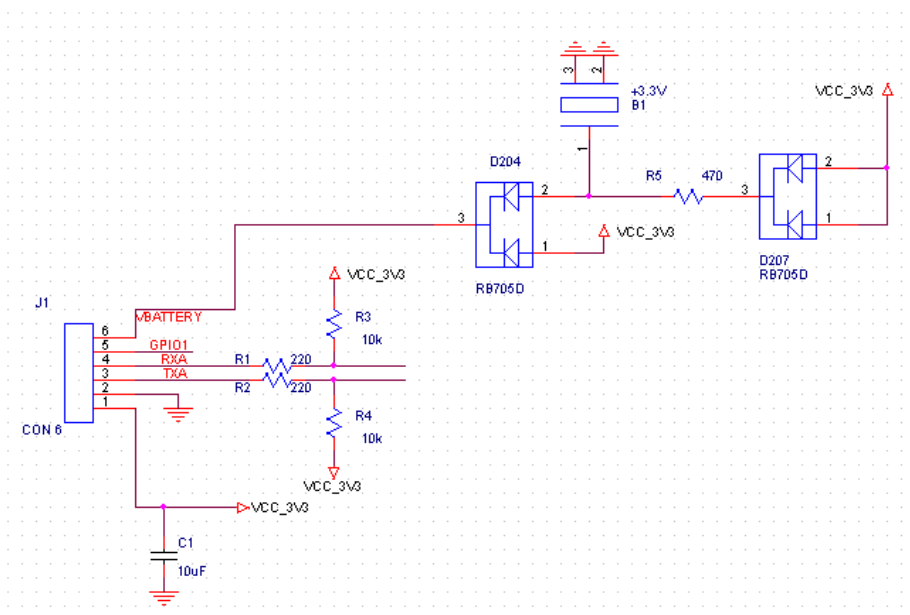 3
2
+3.3V
B1
1
VCC_3V3
D204
2
R5
470
3
2
3
1
VCC_3V3
1
D207
RB705D
RB705D
VCC_3V3
J1
R3
10k
6
VBATTERY
5
GPIO1
4
RXA
R1
220
3
TXA
R2
220
2
1
R4
10k
CON 6
VCC_3V3
VCC_3V3
C1
10uF